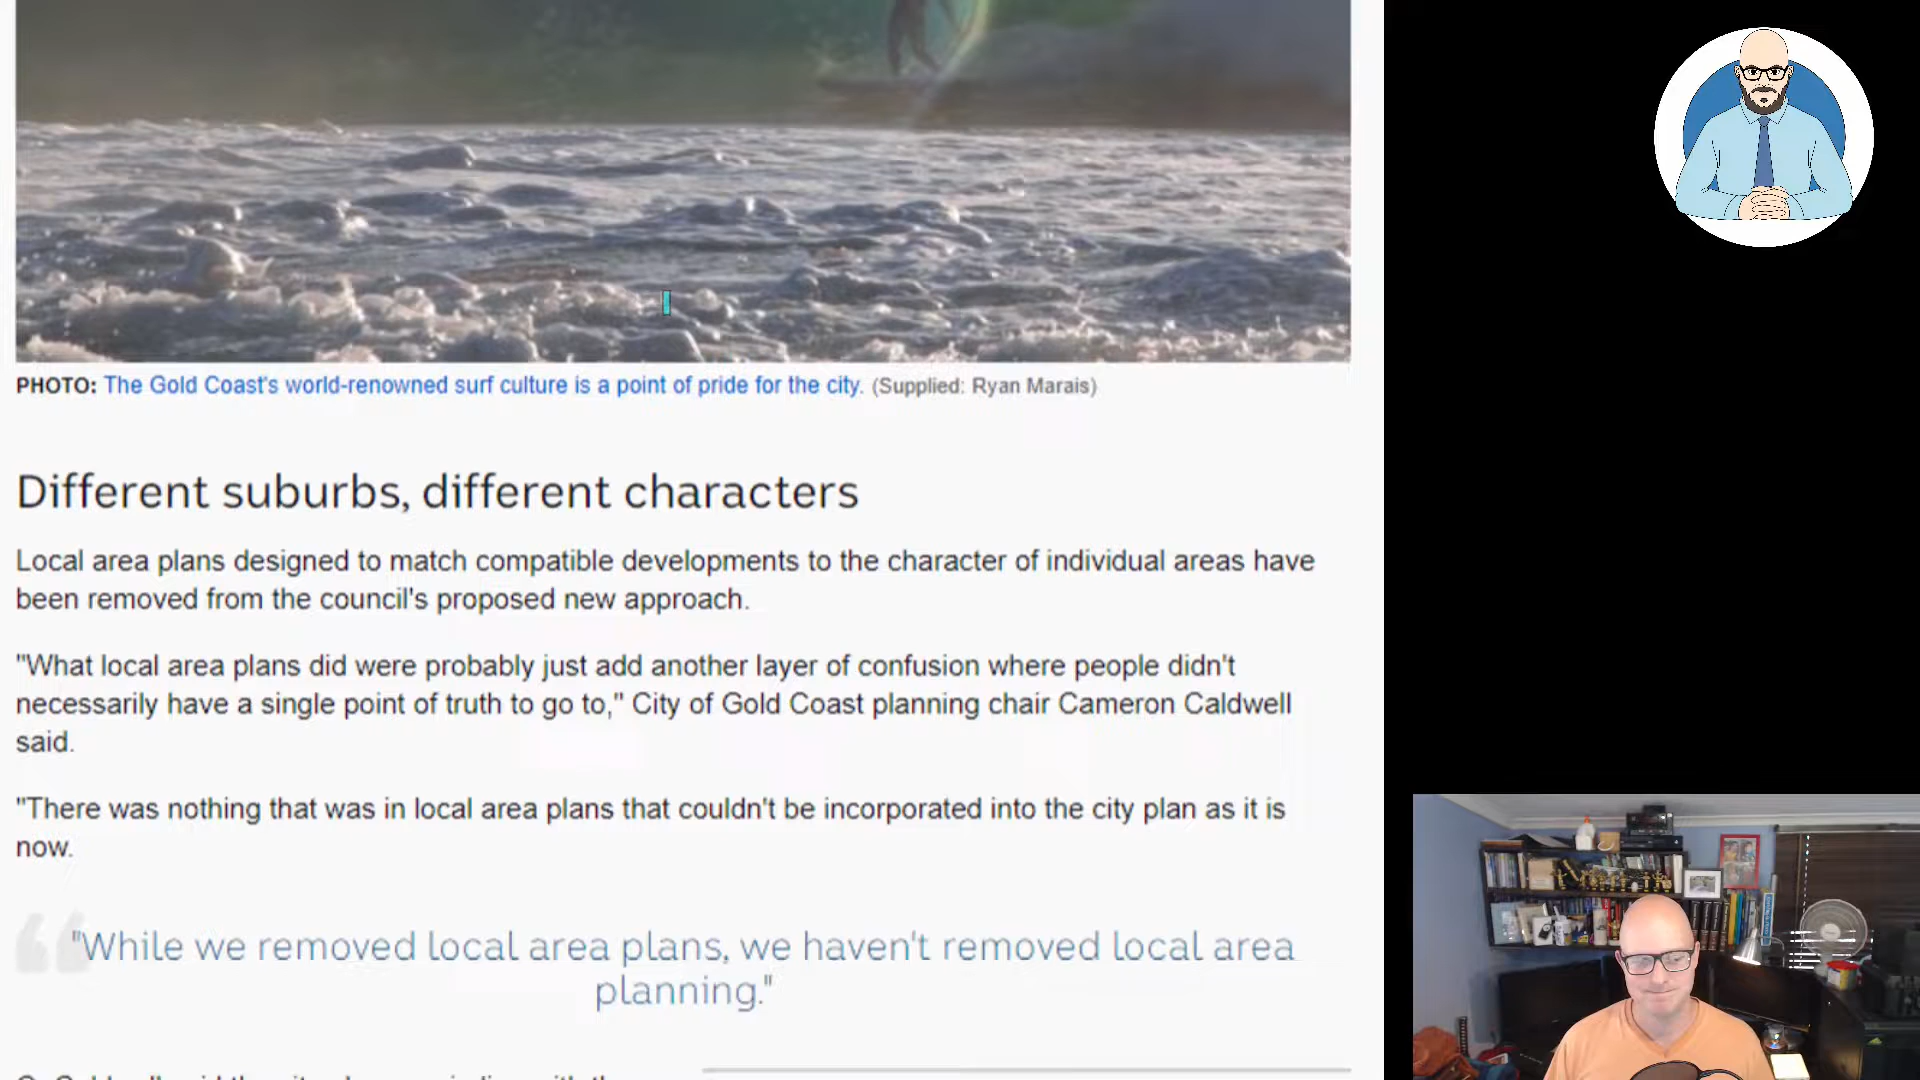 PHOTO: The Gold Coast's world-renowned surf culture is a point of pride for the city. (Supplied: Ryan Marais)
Different suburbs, different characters
Local area plans designed to match compatible developments to the character of individual areas have
been removed from the council's proposed new approach.
"What local area plans did were probably just add another layer of confusion where people didn't
necessarily have a single point of truth to go to," City of Gold Coast planning chair Cameron Caldwell
said.
"There was nothing that was in local area plans that couldn't be incorporated into the city plan as it is
now.
"While we removed local area plans, we haven't removed local area
planning."